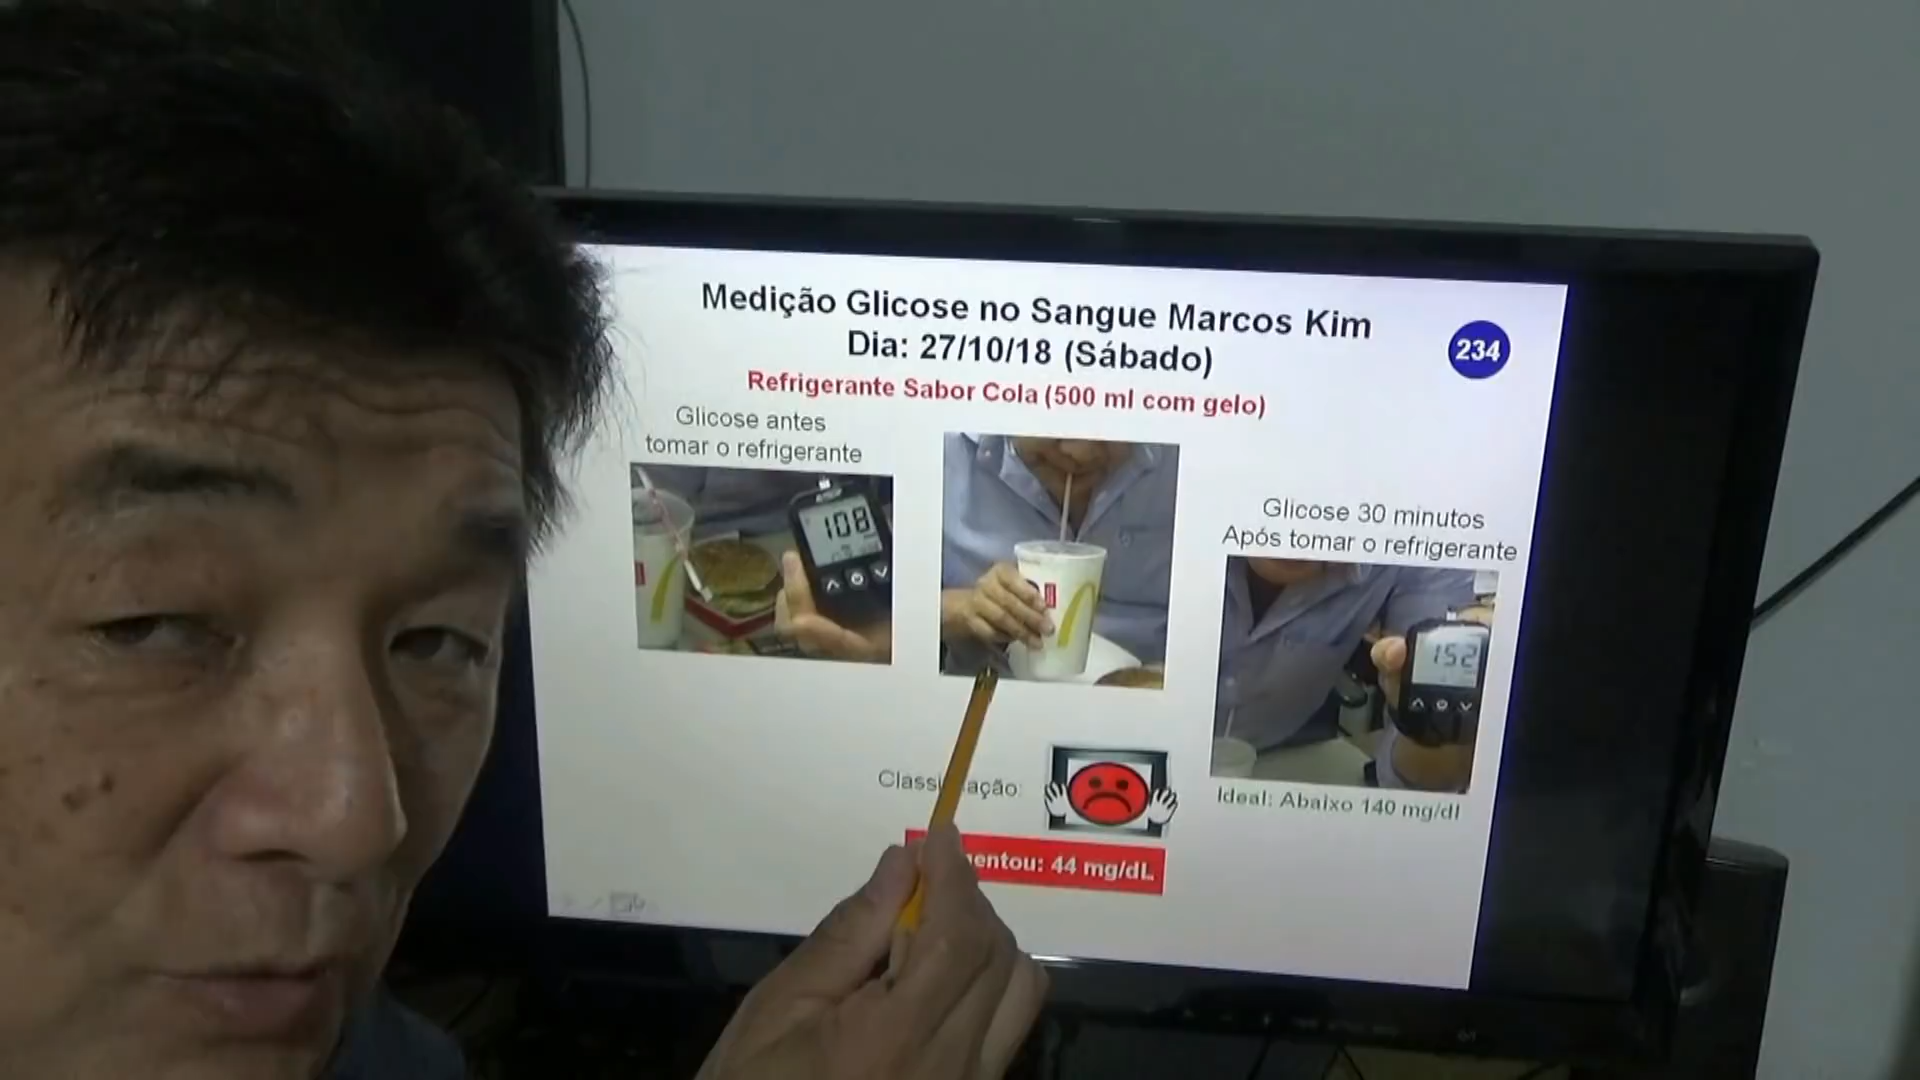 Medição Glicose no Sangue Marcos Kim
Dia: 27/10/18 (Sábado)
234
Refrigerante Sabor Cola (500 ml com gelo)
Glicose antes
tomar o refrigerante
108
Glicose 30 minutos
Após tomar o refrigerante
152
Ideal: Abaixo 140 mg/dl
44 mg/dL